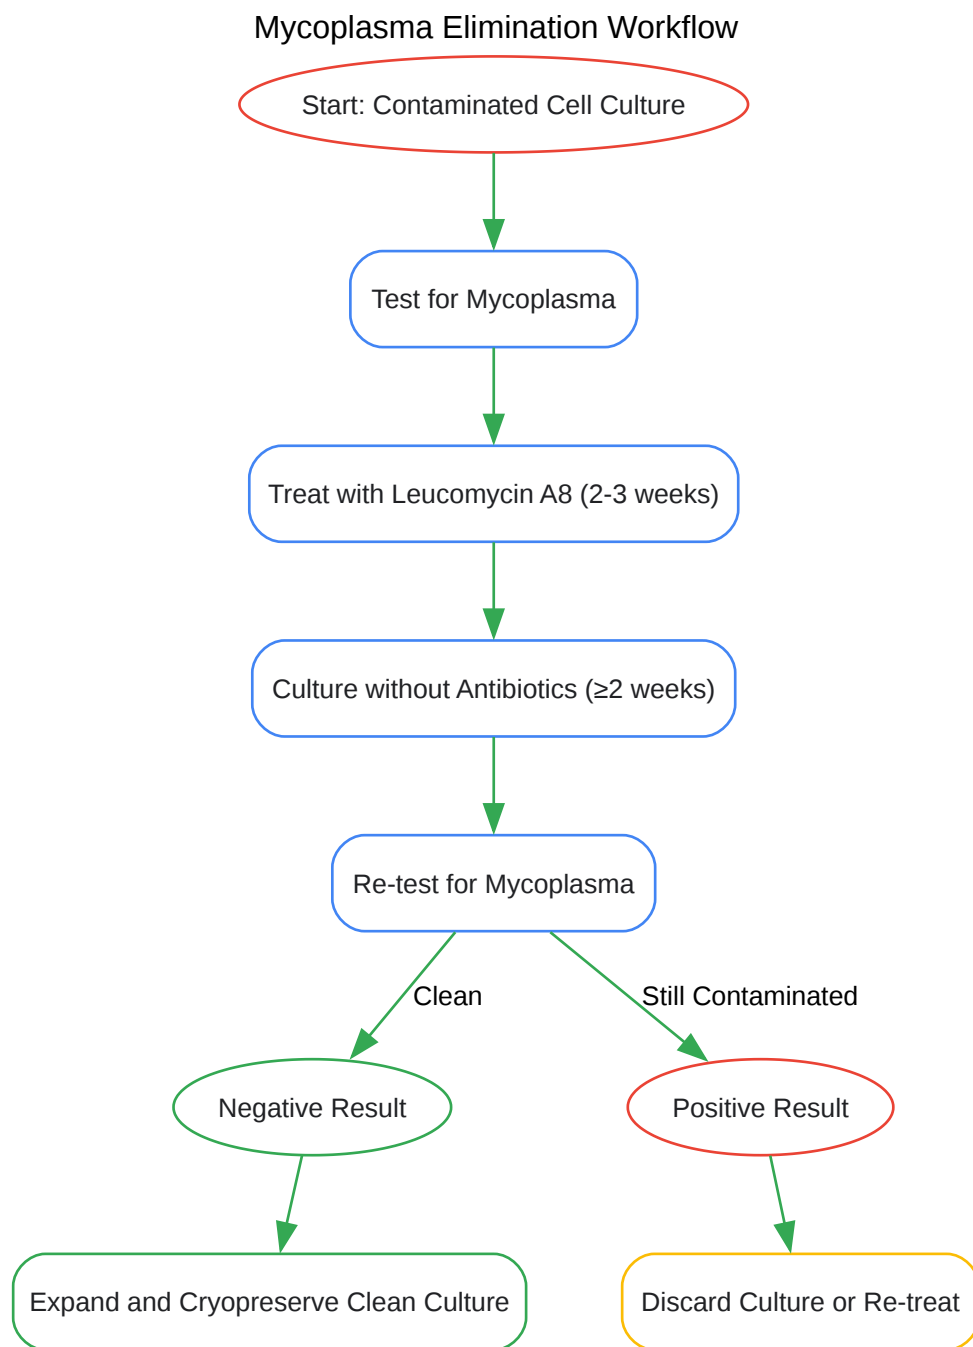 Mycoplasma Elimination Workflow
Start: Contaminated Cell Culture
Test for Mycoplasma
Treat with Leucomycin A8 (2-3 weeks)
Culture without Antibiotics (≥2 weeks)
Re-test for Mycoplasma
Clean
Still Contaminated
Negative Result
Positive Result
Expand and Cryopreserve Clean Culture
Discard Culture or Re-treat